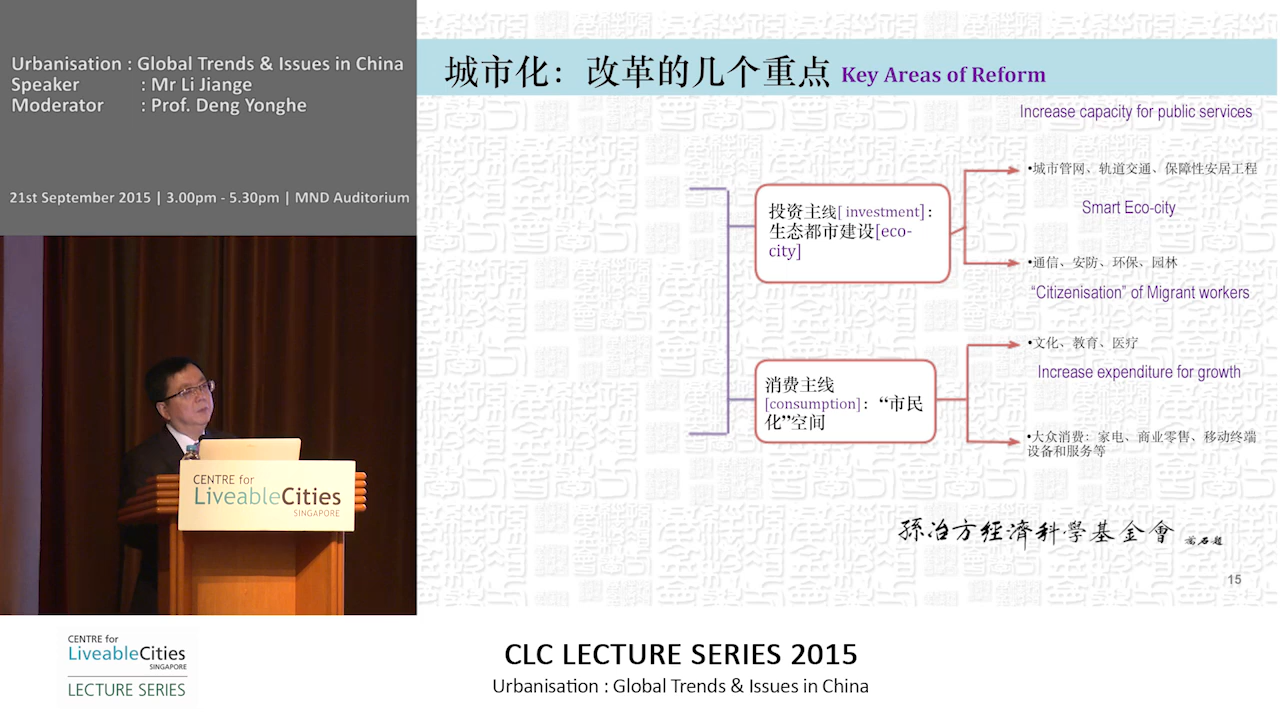 Urbanisation : Global Trends & Issues in China
Speaker : Mr Li Jiange
Moderator : Prof. Deng Yonghe
21st September 2015 | 3.00pm - 5.30pm | MND Auditorium
城市化：改革的几个重点 Key Areas of Reform
Increase capacity for public services
•城市管网、轨道交通、保障性安居工程
投资主线[ investment]：
生态都市建设[eco-
city]
Smart Eco-city
•通信、安防、环保、园林
“Citizenisation” of Migrant workers
•文化、教育、医疗
消费主线
[consumption]：“市民
化”空间
Increase expenditure for growth
•大众消费：家电、商业零售、移动终端
设备和服务等
孫冶方經濟科學基金會
15
CENTRE for
LiveableCities
SINGAPORE
CENTRE for
LiveableCities
SINGAPORE
LECTURE SERIES
CLC LECTURE SERIES 2015
Urbanisation : Global Trends & Issues in China